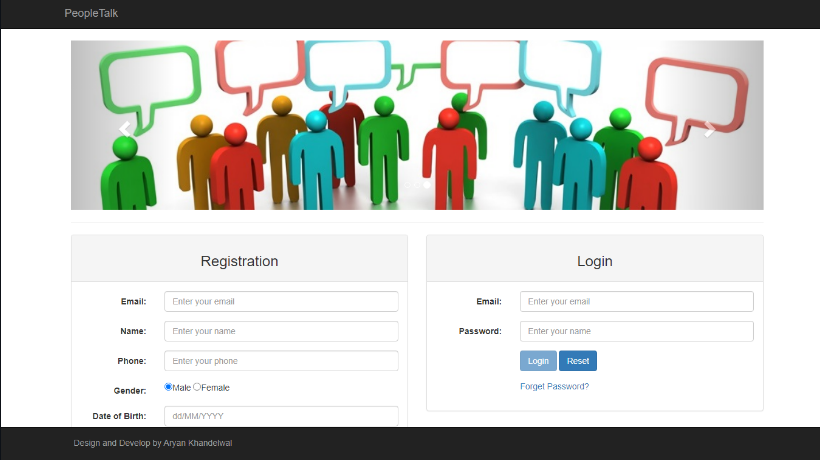 PeopleTalk
Registration
Email: Enter your email
Name: Enter your name
Phone: Enter your phone
Gender: Male Female
Date of Birth: dd/MM/YYYY
Login
Email: Enter your email
Password: Enter your name
Login Reset
Forget Password?
Design and Develop by Aryan Khandelwal